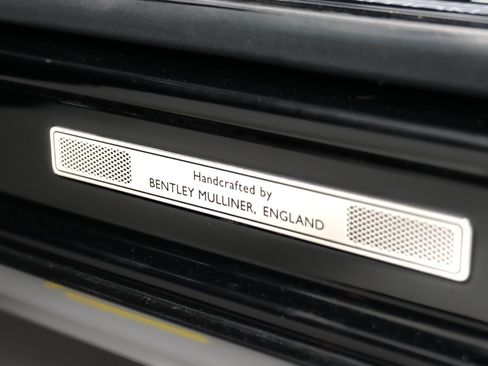 Handcrafted by
BENTLEY MULLINER, ENGLAND